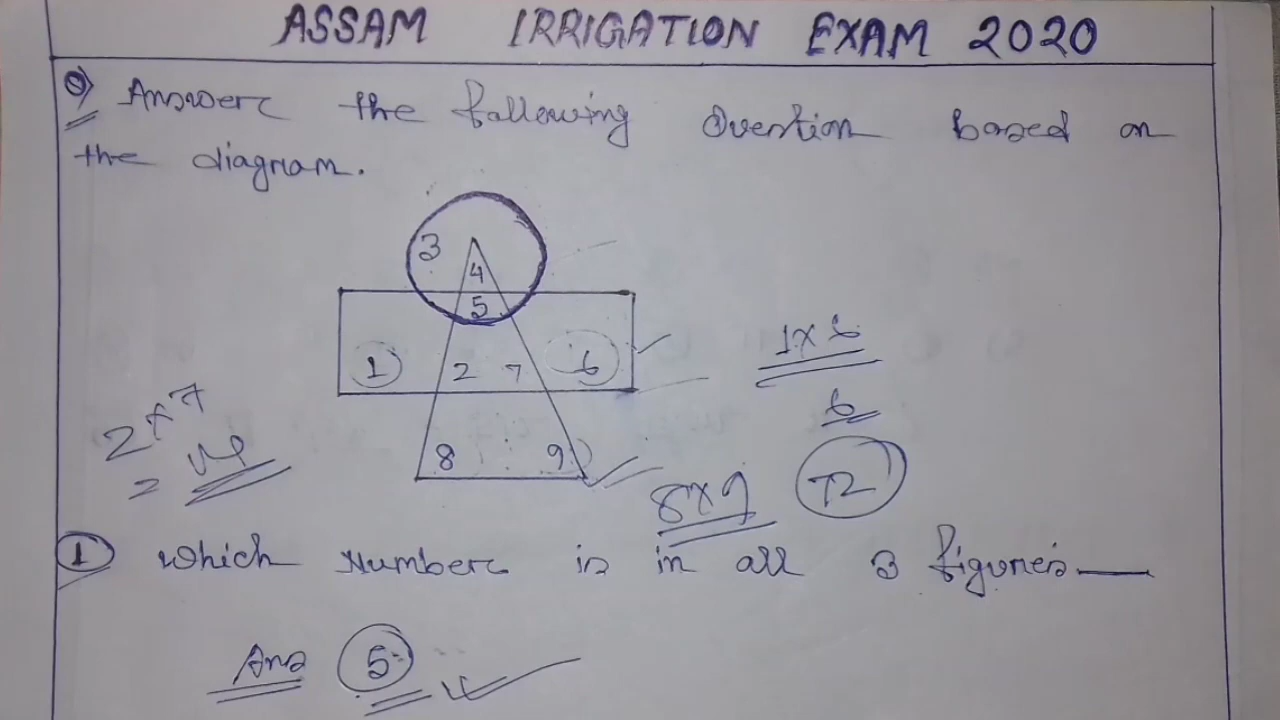 ASSAM IRRIGATION EXAM 2020
Q) Answer the following Question based on
the diagram.
3
4
5
1 2 7 6
1 x 6
6
2 x 7
=
8 9
8 x 9 72
1 which Number is in all 3 figures —
Ans 5